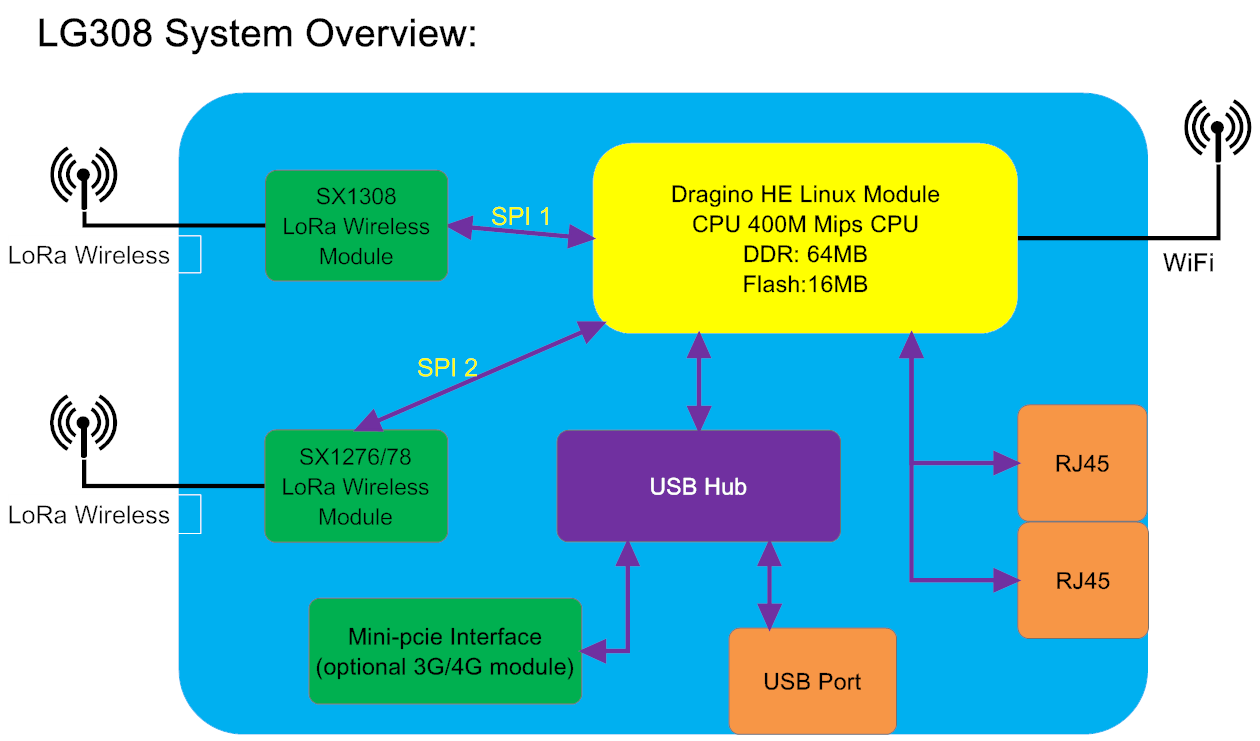 LG308 System Overview:
SX1308
LoRa Wireless
Module
SPI 1
Dragino HE Linux Module
CPU 400M Mips CPU
DDR: 64MB
Flash:16MB
LoRa Wireless
WiFi
SPI 2
SX1276/78
LoRa Wireless
Module
LoRa Wireless
USB Hub
RJ45
RJ45
Mini-pcie Interface
(optional 3G/4G module)
USB Port